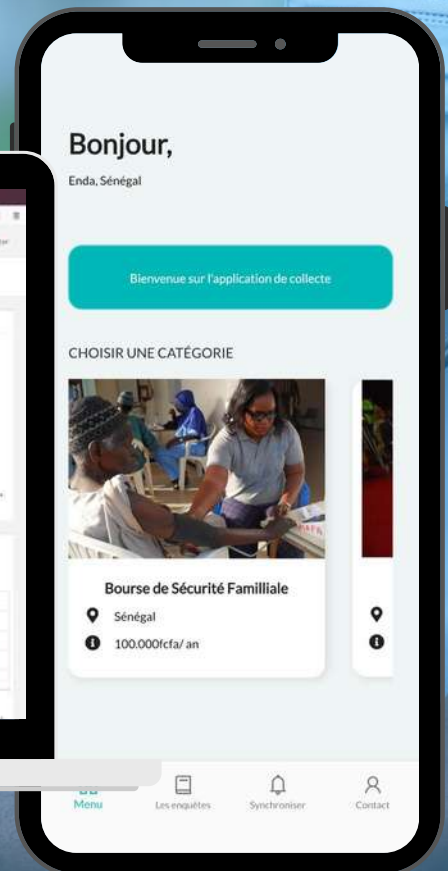 Bonjour,
Enda, Sénégal
Bienvenue sur l'application de collecte
CHOISIR UNE CATÉGORIE
Bourse de Sécurité Familliale
Sénégal
100.000fcfa/ an
Menu
Les enquêtes
Synchroniser
Contact